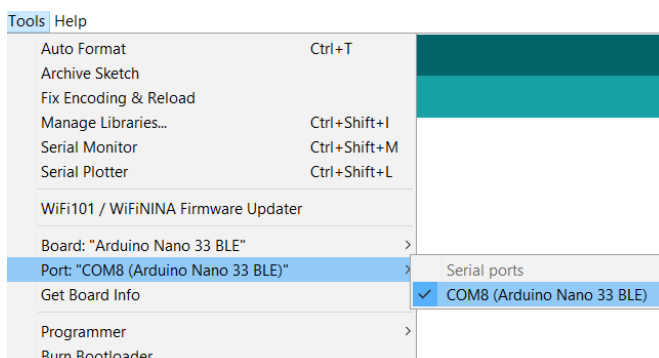 Tools Help
Auto Format Ctrl+T
Archive Sketch
Fix Encoding & Reload
Manage Libraries... Ctrl+Shift+I
Serial Monitor Ctrl+Shift+M
Serial Plotter Ctrl+Shift+L
WiFi101 / WiFiNINA Firmware Updater
Board: "Arduino Nano 33 BLE"
Port: "COM8 (Arduino Nano 33 BLE)"
Serial ports
Get Board Info
COM8 (Arduino Nano 33 BLE)
Programmer
Burn Bootloader